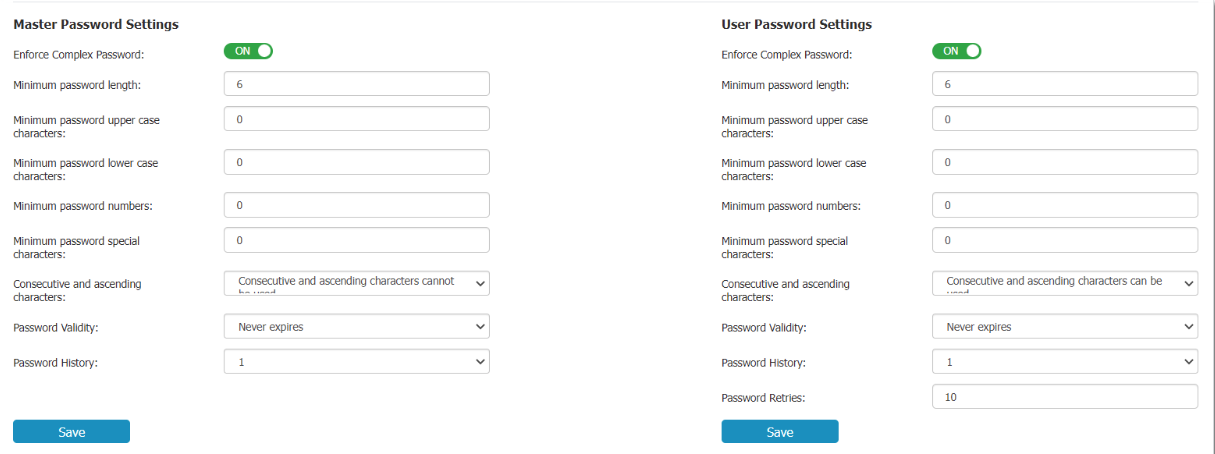 Master Password Settings
Enforce Complex Password:
ON
Minimum password length:
6
Minimum password upper case
characters:
0
Minimum password lower case
characters:
0
Minimum password numbers:
0
Minimum password special
characters:
0
Consecutive and ascending
characters:
Consecutive and ascending characters cannot
Password Validity:
Never expires
Password History:
1
Save
User Password Settings
Enforce Complex Password:
ON
Minimum password length:
6
Minimum password upper case
characters:
0
Minimum password lower case
characters:
0
Minimum password numbers:
0
Minimum password special
characters:
0
Consecutive and ascending
characters:
Consecutive and ascending characters can be
Password Validity:
Never expires
Password History:
1
Password Retries:
10
Save